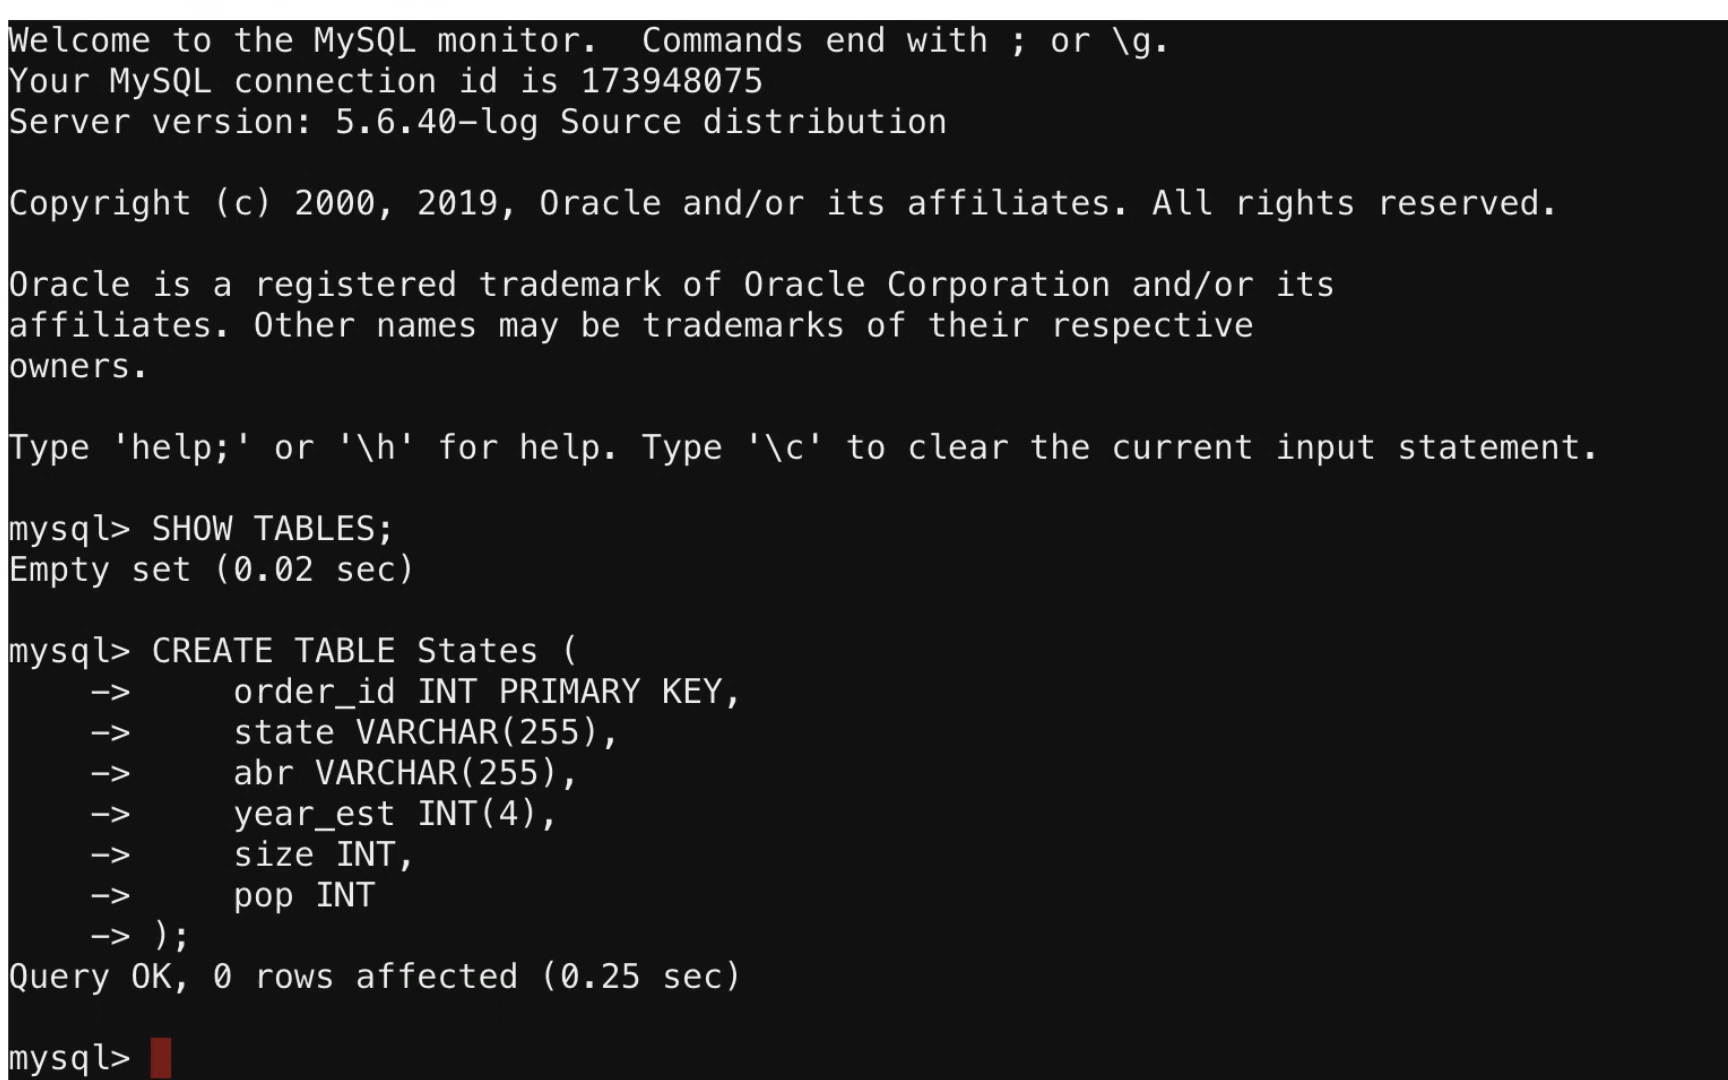 Welcome to the MySQL monitor.  Commands end with ; or \g.
Your MySQL connection id is 173948075
Server version: 5.6.40-log Source distribution
Copyright (c) 2000, 2019, Oracle and/or its affiliates. All rights reserved.
Oracle is a registered trademark of Oracle Corporation and/or its
affiliates. Other names may be trademarks of their respective
owners.
Type 'help;' or '\h' for help. Type '\c' to clear the current input statement.
mysql> SHOW TABLES;
Empty set (0.02 sec)
mysql> CREATE TABLE States (
    ->     order_id INT PRIMARY KEY,
    ->     state VARCHAR(255),
    ->     abr VARCHAR(255),
    ->     year_est INT(4),
    ->     size INT,
    ->     pop INT
    -> );
Query OK, 0 rows affected (0.25 sec)
mysql>